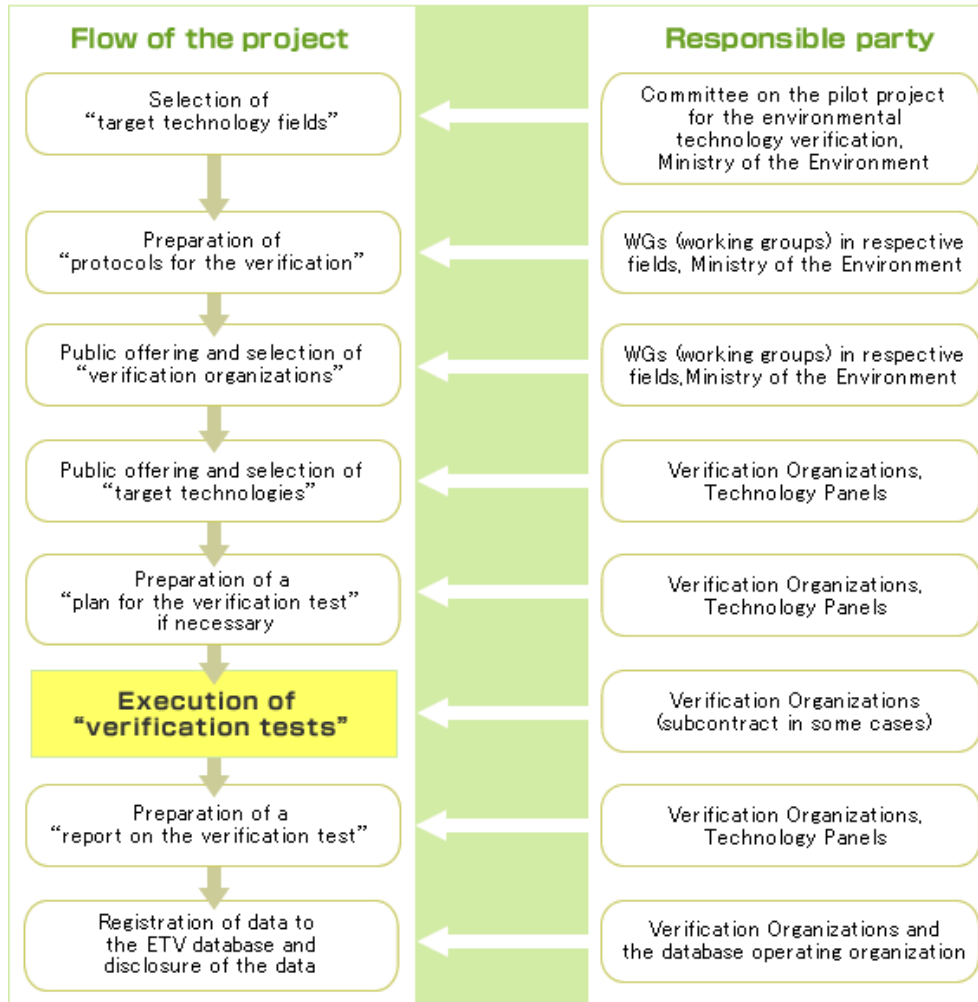 Flow of the project
Responsible party
Selection of
“target technology fields”
Committee on the pilot project
for the environmental
technology verification,
Ministry of the Environment
Preparation of
“protocols for the verification”
WGs (working groups) in respective
fields, Ministry of the Environment
Public offering and selection of
“verification organizations”
WGs (working groups) in respective
fields,Ministry of the Environment
Public offering and selection of
“target technologies”
Verification Organizations,
Technology Panels
Preparation of a
“plan for the verification test”
if necessary
Verification Organizations,
Technology Panels
Execution of
“verification tests”
Verification Organizations
(subcontract in some cases)
Preparation of a
“report on the verification test”
Verification Organizations,
Technology Panels
Registration of data to
the ETV database and
disclosure of the data
Verification Organizations and
the database operating organization